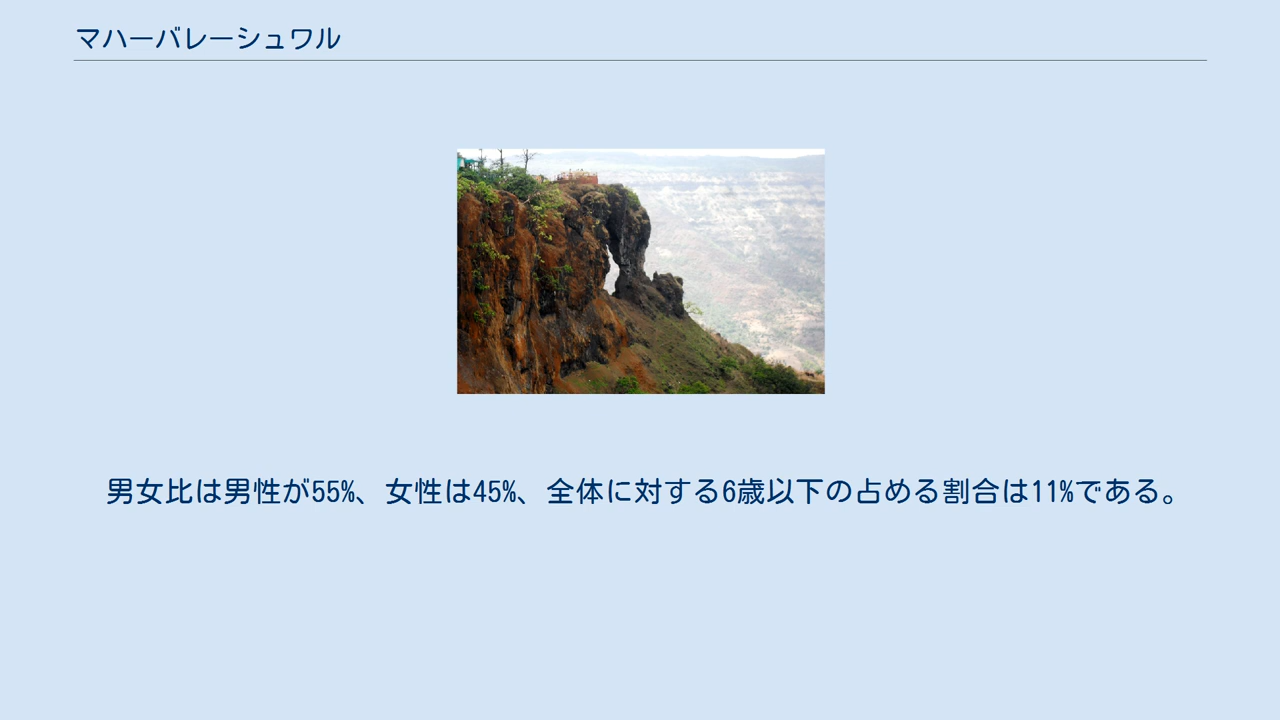 マハーバレーシュワル
男女比は男性が55%、女性は45%、全体に対する6歳以下の占める割合は11%である。